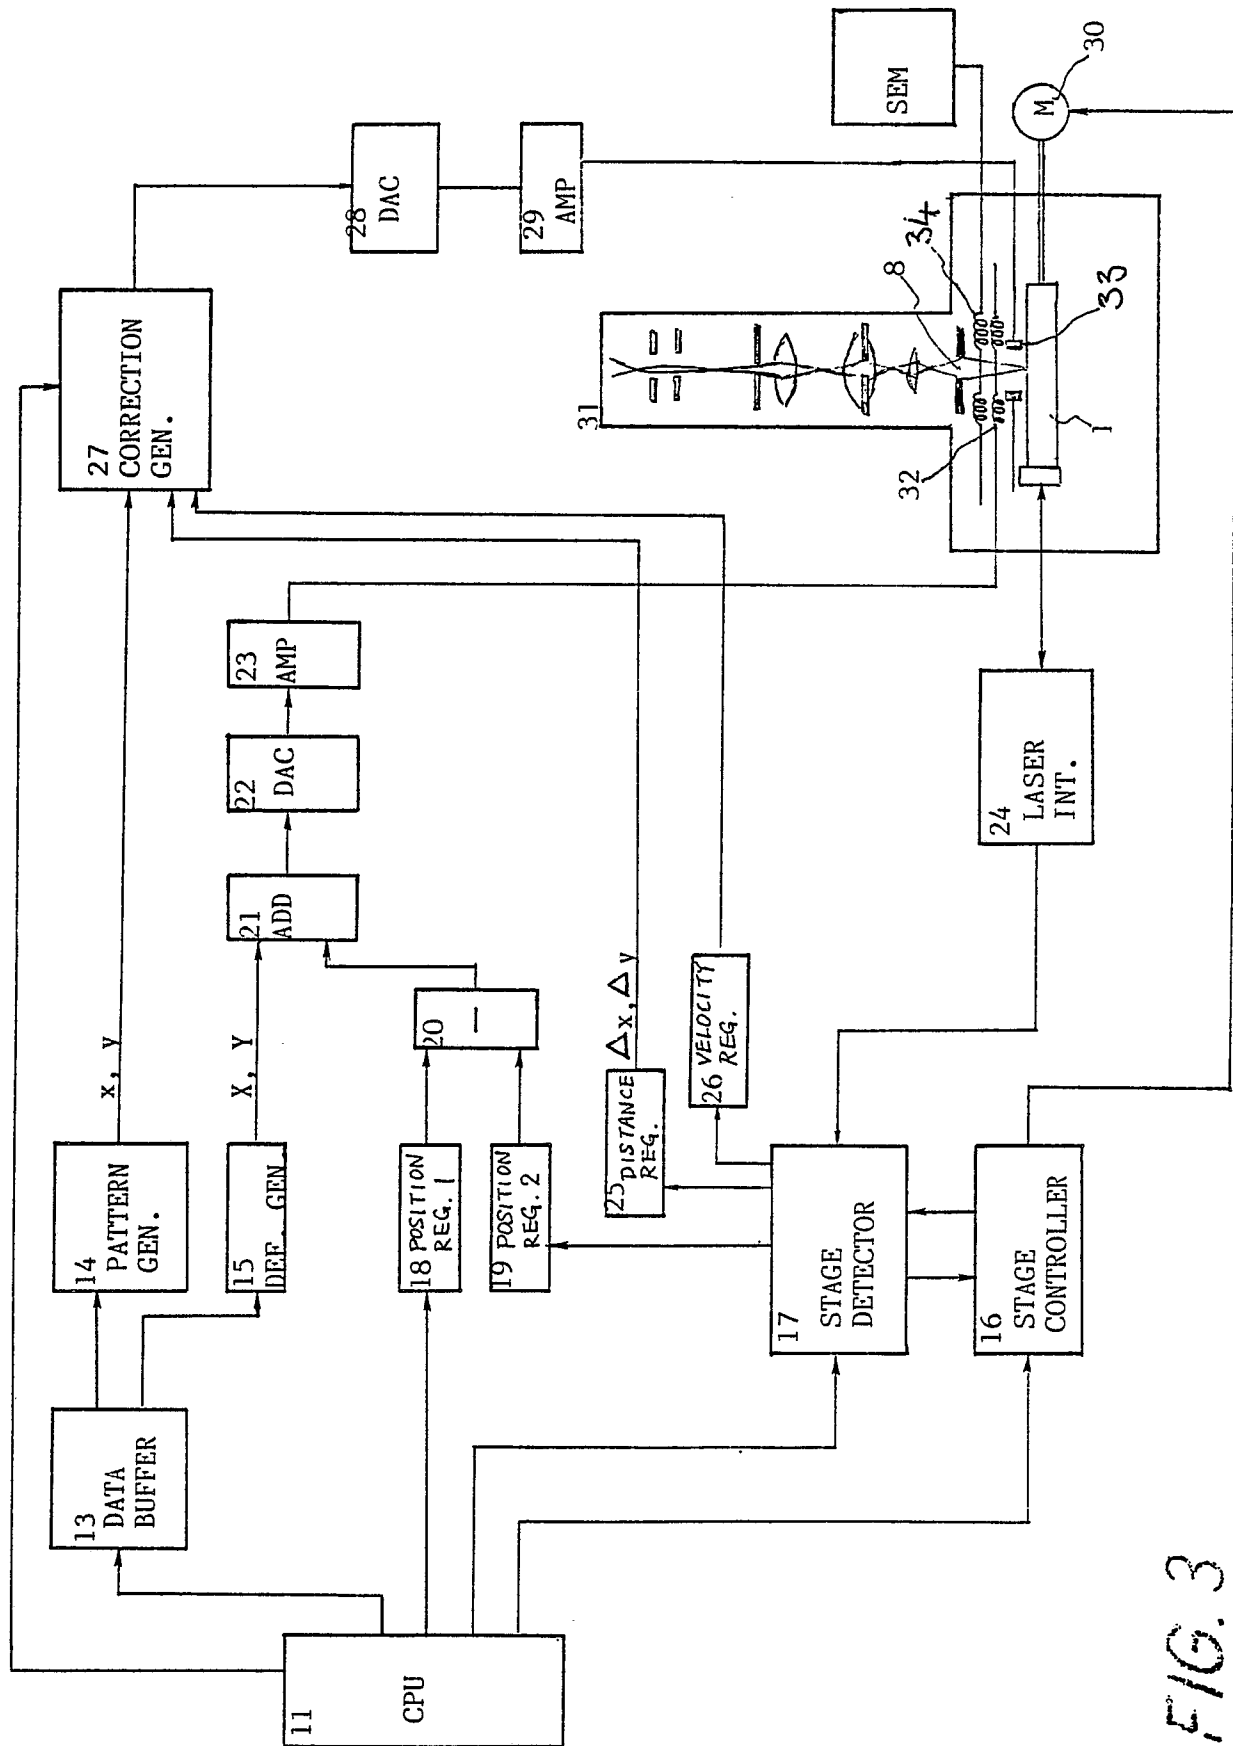 11
CPU
13
DATA
BUFFER
14
PATTERN
GEN.
x, y
15
DEF. GEN.
X, Y
18 POSITION
REG. 1
19 POSITION
REG. 2
20
−
21
ADD
22
DAC
23
AMP
17
STAGE
DETECTOR
16
STAGE
CONTROLLER
25 DISTANCE
REG.
Δx, Δy
26 VELOCITY
REG.
24
LASER
INT.
27
CORRECTION
GEN.
28
DAC
29
AMP
31
32
8
34
33
1
SEM
M
30
FIG. 3